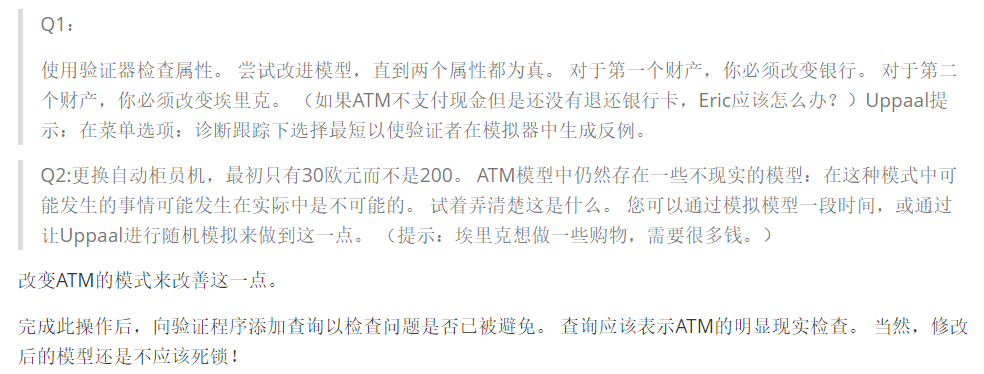 Q1：
使用验证器检查属性。 尝试改进模型，直到两个属性都为真。 对于第一个财产，你必须改变银行。 对于第二
个财产，你必须改变埃里克。 （如果ATM不支付现金但是还没有退还银行卡，Eric应该怎么办？）Uppaal提
示：在菜单选项：诊断跟踪下选择最短以使验证者在模拟器中生成反例。
Q2:更换自动柜员机，最初只有30欧元而不是200。 ATM模型中仍然存在一些不现实的模型：在这种模式中可
能发生的事情可能发生在实际中是不可能的。 试着弄清楚这是什么。 您可以通过模拟模型一段时间，或通过
让Uppaal进行随机模拟来做到这一点。 （提示：埃里克想做一些购物，需要很多钱。）
改变ATM的模式来改善这一点。
完成此操作后，向验证程序添加查询以检查问题是否已被避免。 查询应该表示ATM的明显现实检查。 当然，修改
后的模型还是不应该死锁！